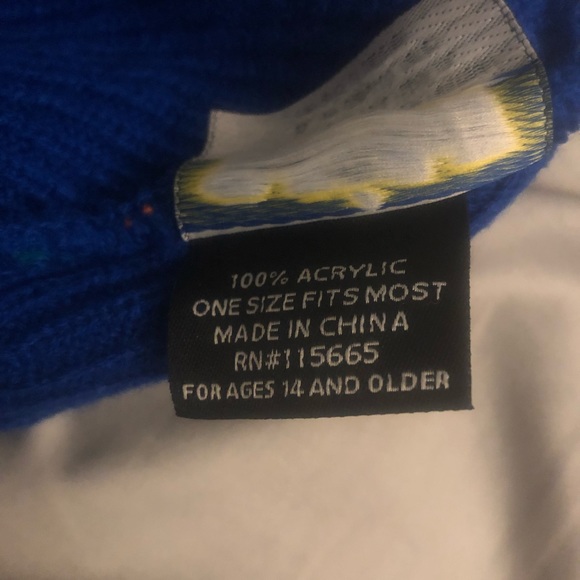 100% ACRYLIC
ONE SIZE FITS MOST
MADE IN CHINA
RN#115665
FOR AGES 14 AND OLDER